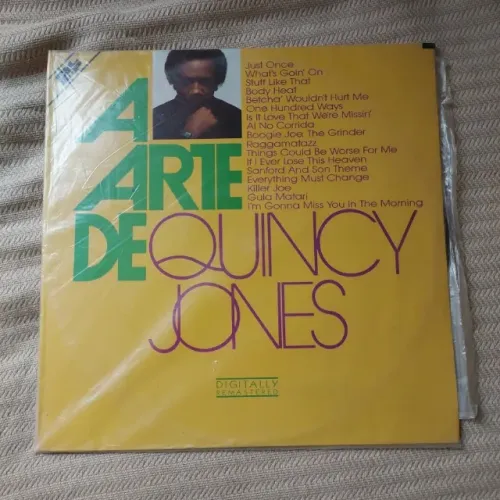 Just Once
What's Goin' On
Stuff Like That
Body Heat
Betcha' Wouldn't Hurt Me
One Hundred Ways
Is It Love That We're Missin'
Ai No Corrida
Boogie Joe The Grinder
Raggamatazz
Things Could Be Worse For Me
If I Ever Lose This Heaven
Sanford And Son Theme
Everything Must Change
Killer Joe
Gula Matari
I'm Gonna Miss You In The Morning
A
ARTE
DE QUINCY
JONES
DIGITALLY
REMASTERED